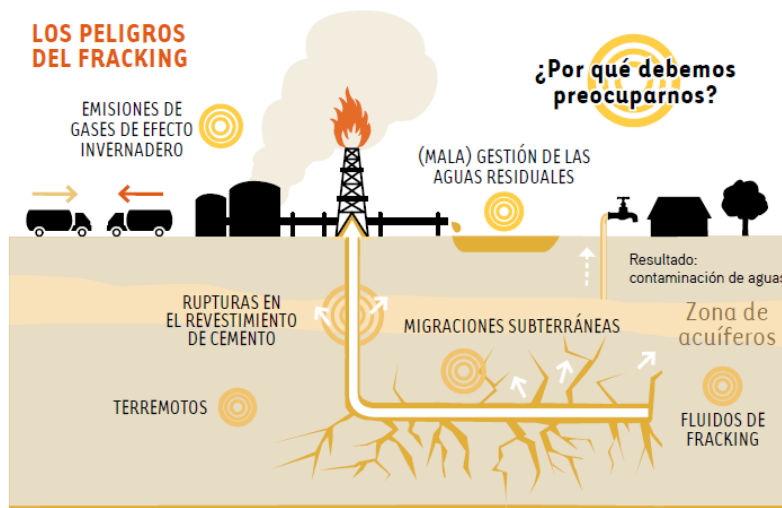 LOS PELIGROS
DEL FRACKING
¿Por qué debemos
preocuparnos?
EMISIONES DE
GASES DE EFECTO
INVERNADERO
(MALA) GESTIÓN DE LAS
AGUAS RESIDUALES
Resultado:
contaminación de aguas
RUPTURAS EN
EL REVESTIMIENTO
DE CEMENTO
MIGRACIONES SUBTERRÁNEAS
Zona de
acuíferos
TERREMOTOS
FLUIDOS DE
FRACKING